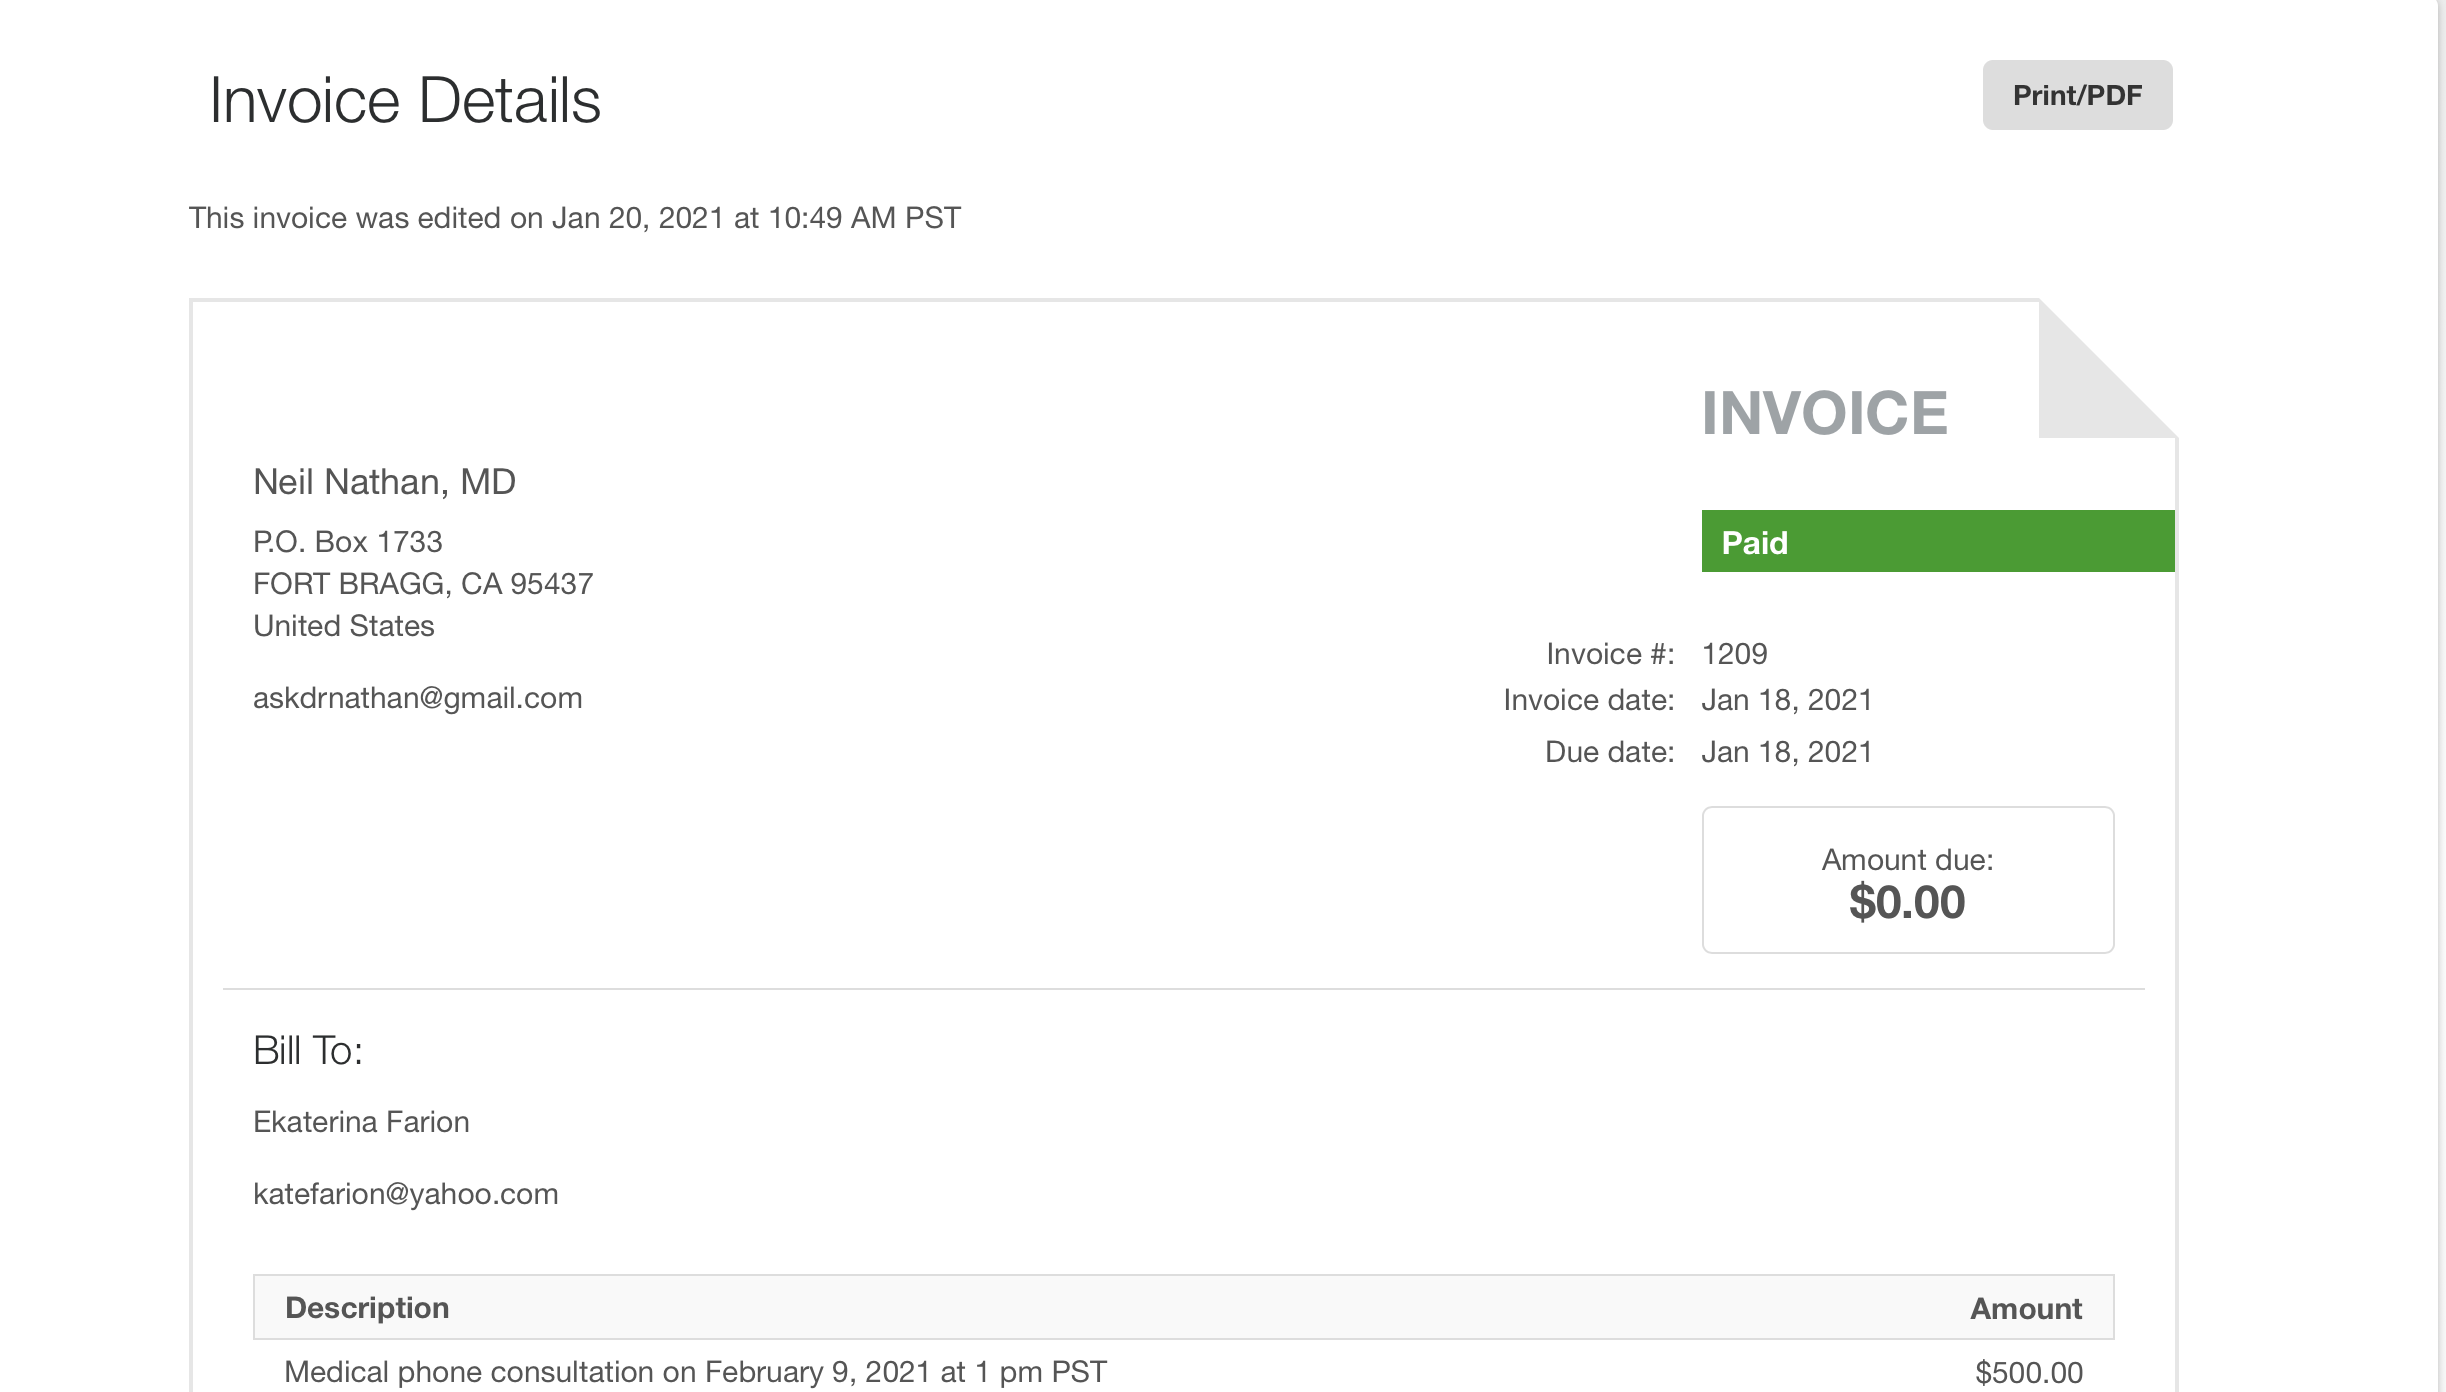 Invoice Details
Print/PDF
This invoice was edited on Jan 20, 2021 at 10:49 AM PST
INVOICE
Neil Nathan, MD
Paid
P.O. Box 1733
FORT BRAGG, CA 95437
United States
Invoice #: 1209
askdrnathan@gmail.com
Invoice date: Jan 18, 2021
Due date: Jan 18, 2021
Amount due:
$0.00
Bill To:
Ekaterina Farion
katefarion@yahoo.com
Description Amount
Medical phone consultation on February 9, 2021 at 1 pm PST $500.00